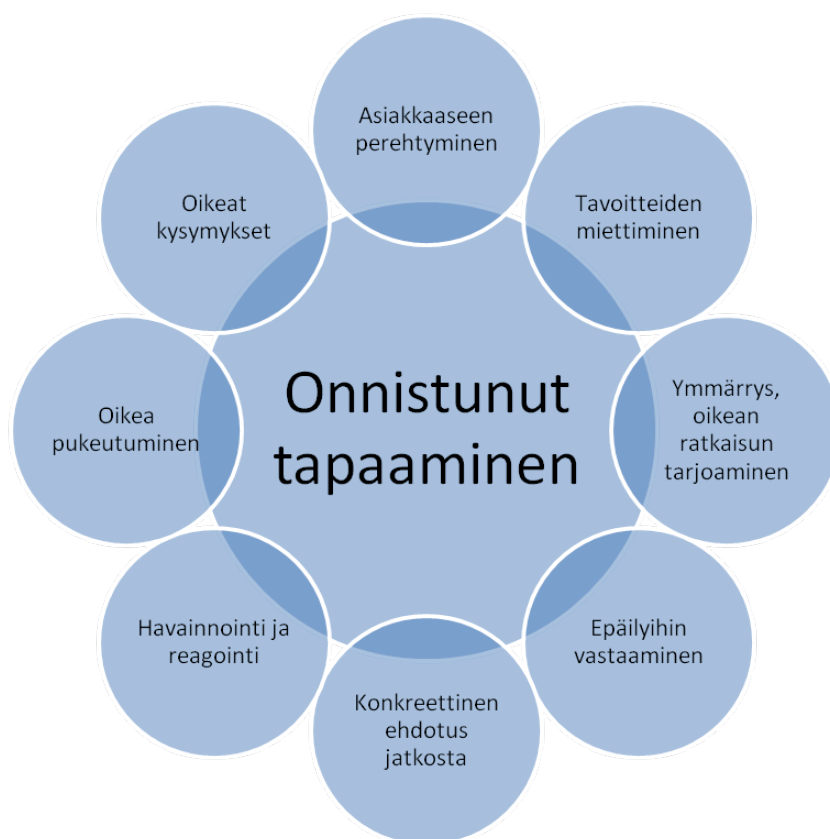 Asiakkaaseen
perehtyminen
Tavoitteiden
miettiminen
Ymmärrys,
oikean
ratkaisun
tarjoaminen
Epäilyihin
vastaaminen
Konkreettinen
ehdotus
jatkosta
Havainnointi ja
reagointi
Oikea
pukeutuminen
Oikeat
kysymykset
Onnistunut
tapaaminen